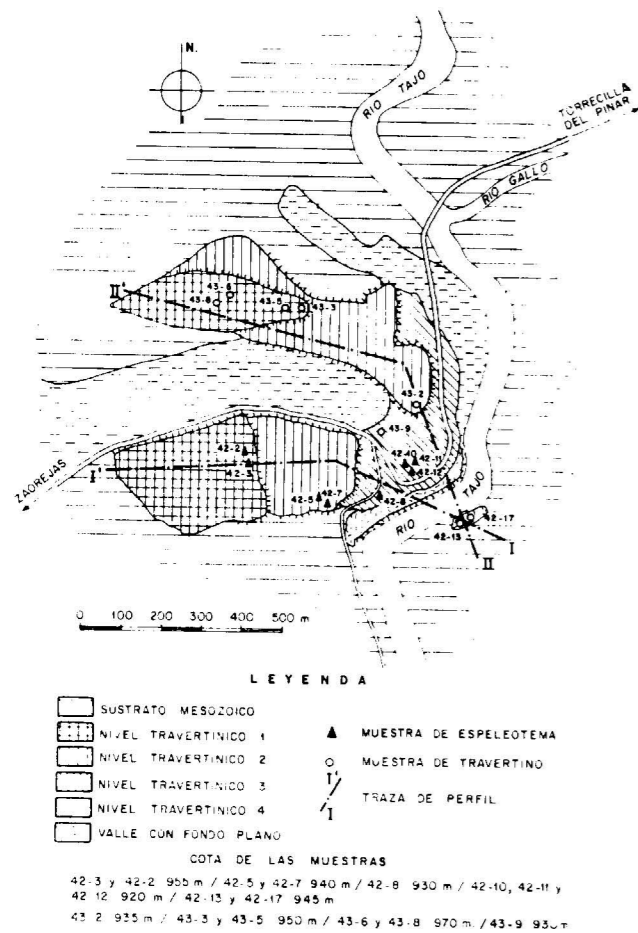 N.
RIO TAJO
TORRECILLA
DEL PINAR
RIO GALLO
43-6
II'
43-8
43-5
43-3
43-2
43-9
42-2
42-10
42-11
42-3
42-12
ZAOREJAS
I'
42-5
42-7
42-8
RIO TAJO
42-17
42-13
I
II
0 100 200 300 400 500 m
LEYENDA
SUSTRATO MESOZOICO
NIVEL TRAVERTINICO 1
MUESTRA DE ESPELEOTEMA
NIVEL TRAVERTINICO 2
MUESTRA DE TRAVERTINO
NIVEL TRAVERTINICO 3
I'
TRAZA DE PERFIL
NIVEL TRAVERTINICO 4
I
VALLE CON FONDO PLANO
COTA DE LAS MUESTRAS
42-3 y 42-2 955 m / 42-5 y 42-7 940 m / 42-8 930 m / 42-10, 42-11 y
42-12 920 m / 42-13 y 42-17 945 m
43-2 935 m / 43-3 y 43-5 950 m / 43-6 y 43-8 970 m. / 43-9